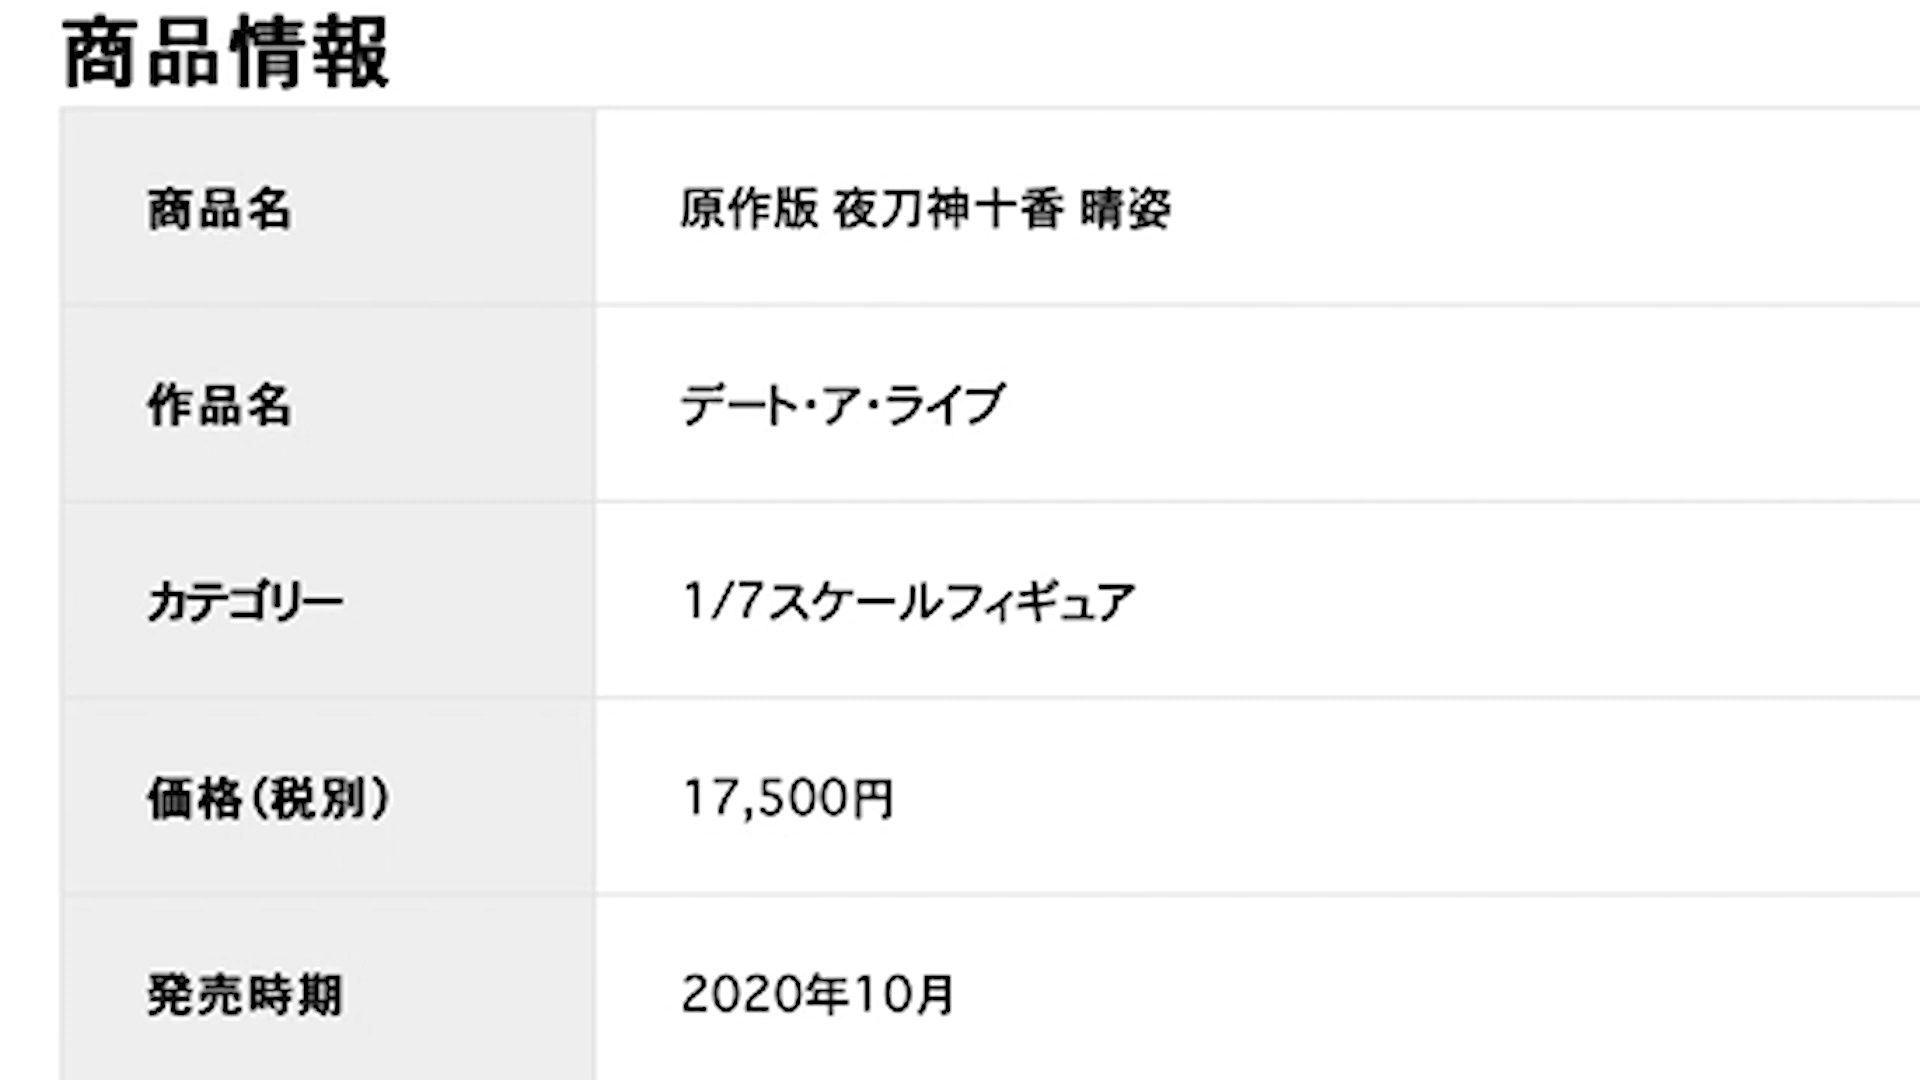 商品情報
商品名 原作版 夜刀神十香 晴姿
作品名 デート・ア・ライブ
カテゴリー 1/7スケールフィギュア
価格(税別) 17,500円
発売時期 2020年10月